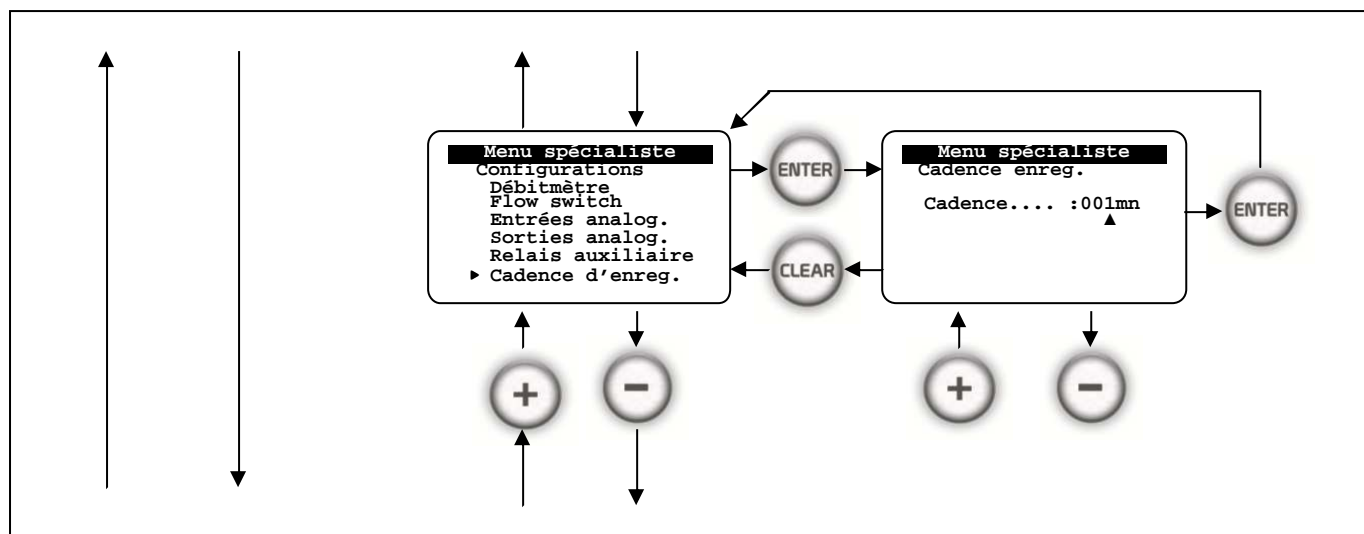 Menu spécialiste
Configurations
Débitmètre
Flow switch
Entrées analog.
Sorties analog.
Relais auxiliaire
▶ Cadence d’enreg.
ENTER
CLEAR
Menu spécialiste
Cadence enreg.
Cadence.... :001mn
▲
ENTER
+
−
+
−